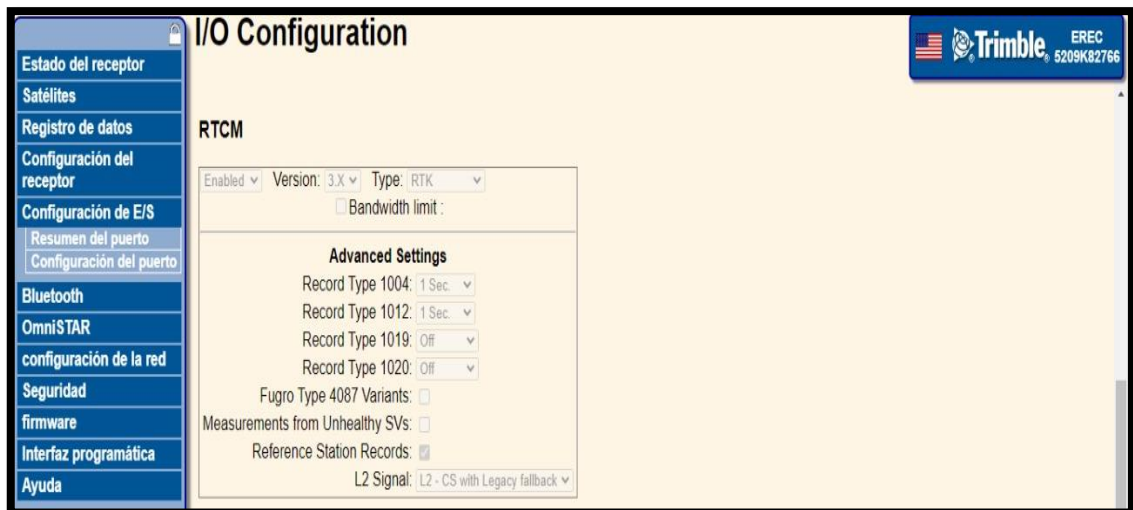 I/O Configuration
Trimble
EREC
5209K82766
Estado del receptor
Satélites
Registro de datos
Configuración del
receptor
Configuración de E/S
Resumen del puerto
Configuración del puerto
Bluetooth
OmniSTAR
configuración de la red
Seguridad
firmware
Interfaz programática
Ayuda
RTCM
Enabled Version: 3.X Type: RTK
Bandwidth limit :
Advanced Settings
Record Type 1004: 1 Sec.
Record Type 1012: 1 Sec.
Record Type 1019: Off
Record Type 1020: Off
Fugro Type 4087 Variants:
Measurements from Unhealthy SVs:
Reference Station Records:
L2 Signal: L2 - CS with Legacy fallback